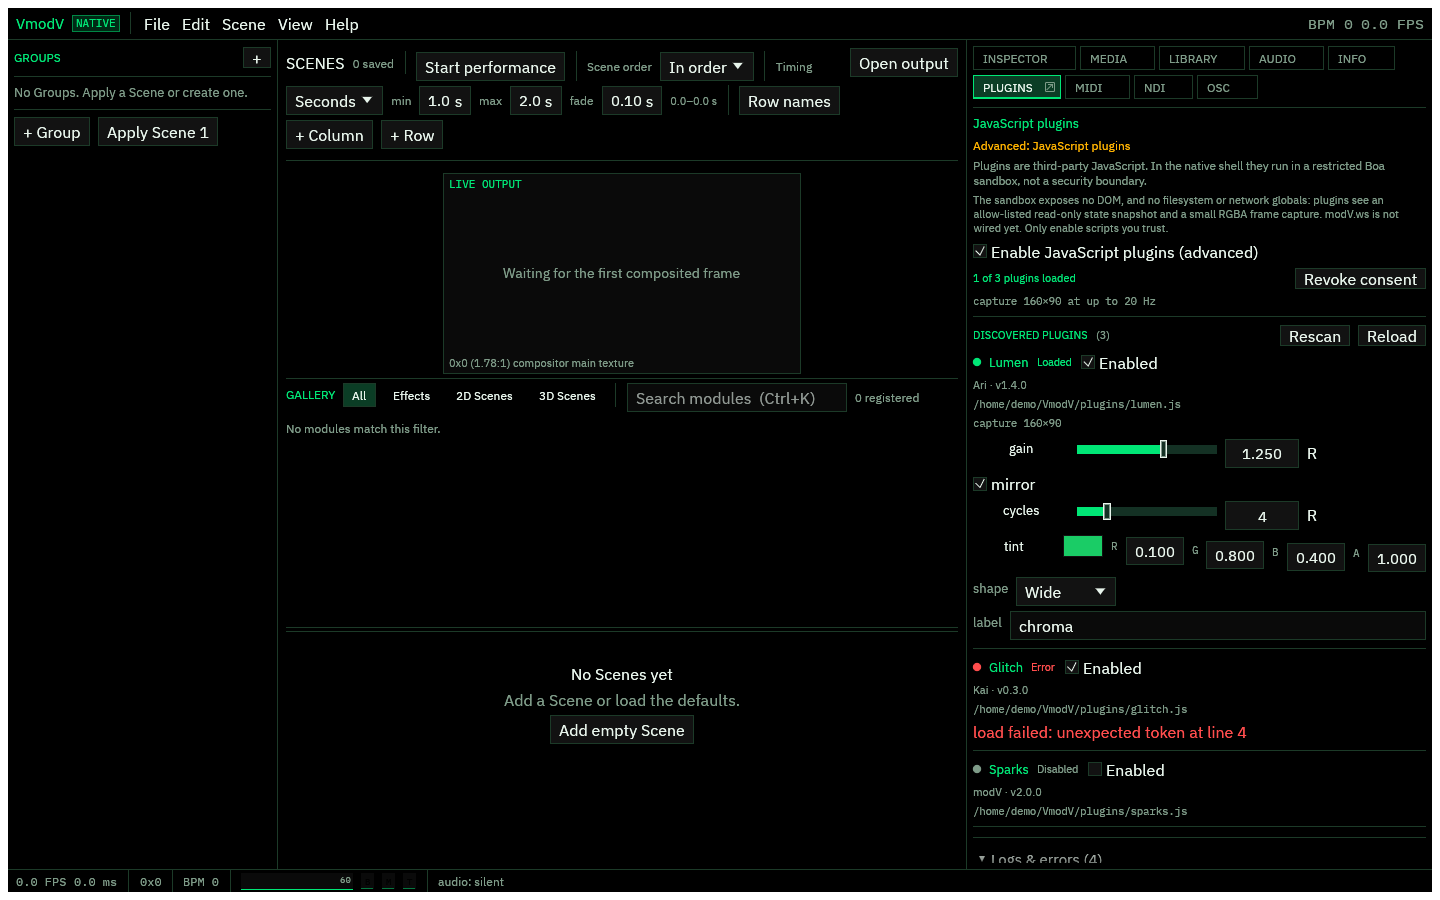 VmodV NATIVE File Edit Scene View Help BPM 0 0.0 FPS
GROUPS +
No Groups. Apply a Scene or create one.
+ Group Apply Scene 1
SCENES 0 saved Start performance Scene order In order Timing Open output
Seconds min 1.0 s max 2.0 s fade 0.10 s 0.0–0.0 s Row names
+ Column + Row
LIVE OUTPUT
Waiting for the first composited frame
0x0 (1.78:1) compositor main texture
GALLERY All Effects 2D Scenes 3D Scenes Search modules (Ctrl+K) 0 registered
No modules match this filter.
No Scenes yet
Add a Scene or load the defaults.
Add empty Scene
INSPECTOR MEDIA LIBRARY AUDIO INFO
PLUGINS MIDI NDI OSC
JavaScript plugins
Advanced: JavaScript plugins
Plugins are third-party JavaScript. In the native shell they run in a restricted Boa
sandbox, not a security boundary.
The sandbox exposes no DOM, and no filesystem or network globals: plugins see an
allow-listed read-only state snapshot and a small RGBA frame capture. modV.ws is not
wired yet. Only enable scripts you trust.
Enable JavaScript plugins (advanced)
1 of 3 plugins loaded Revoke consent
capture 160×90 at up to 20 Hz
DISCOVERED PLUGINS (3) Rescan Reload
Lumen Loaded Enabled
Ari · v1.4.0
/home/demo/VmodV/plugins/lumen.js
capture 160×90
gain 1.250 R
mirror
cycles 4 R
tint R 0.100 G 0.800 B 0.400 A 1.000
shape Wide
label chroma
Glitch Error Enabled
Kai · v0.3.0
/home/demo/VmodV/plugins/glitch.js
load failed: unexpected token at line 4
Sparks Disabled Enabled
modV · v2.0.0
/home/demo/VmodV/plugins/sparks.js
Logs & errors (4)
0.0 FPS 0.0 ms 0x0 BPM 0 60 audio: silent